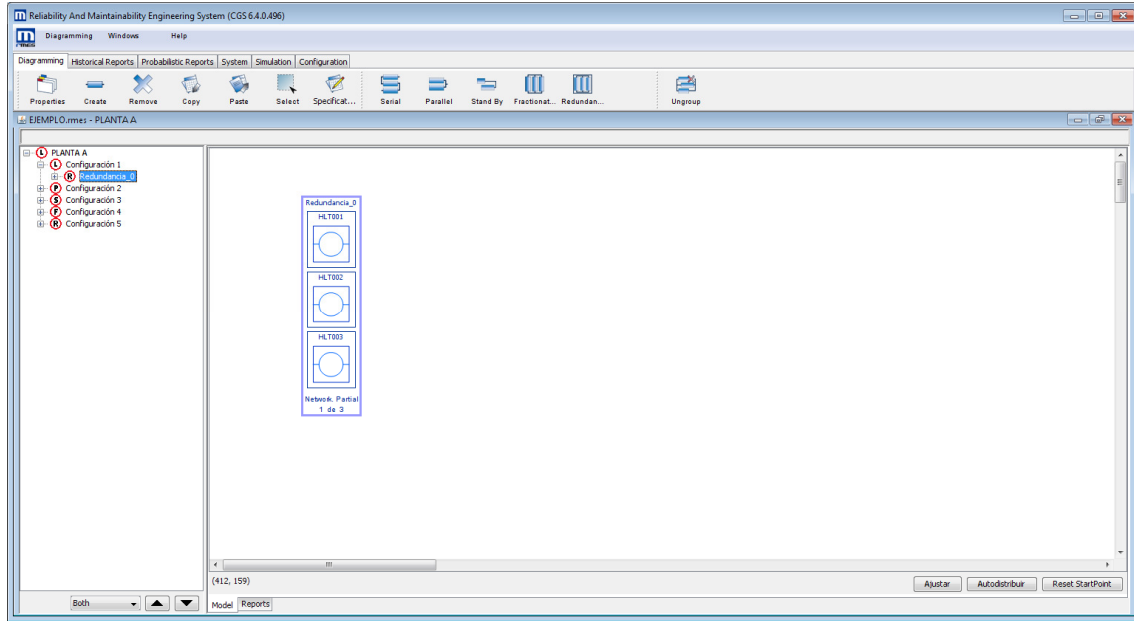 Reliability And Maintainability Engineering System (CGS 6.4.0.496)
Diagramming Windows Help
Diagramming Historical Reports Probabilistic Reports System Simulation Configuration
Properties Create Remove Copy Paste Select Specificat... Serial Parallel Stand By Fractionat... Redundan... Ungroup
EJEMPLO.rmes - PLANTA A
L PLANTA A
L Configuración 1
R Redundancia_0
P Configuración 2
S Configuración 3
F Configuración 4
R Configuración 5
Redundancia_0
HLT001
HLT002
HLT003
Network. Partial
1 de 3
(412, 159)
Ajustar Autodistribuir Reset StartPoint
Both
Model Reports